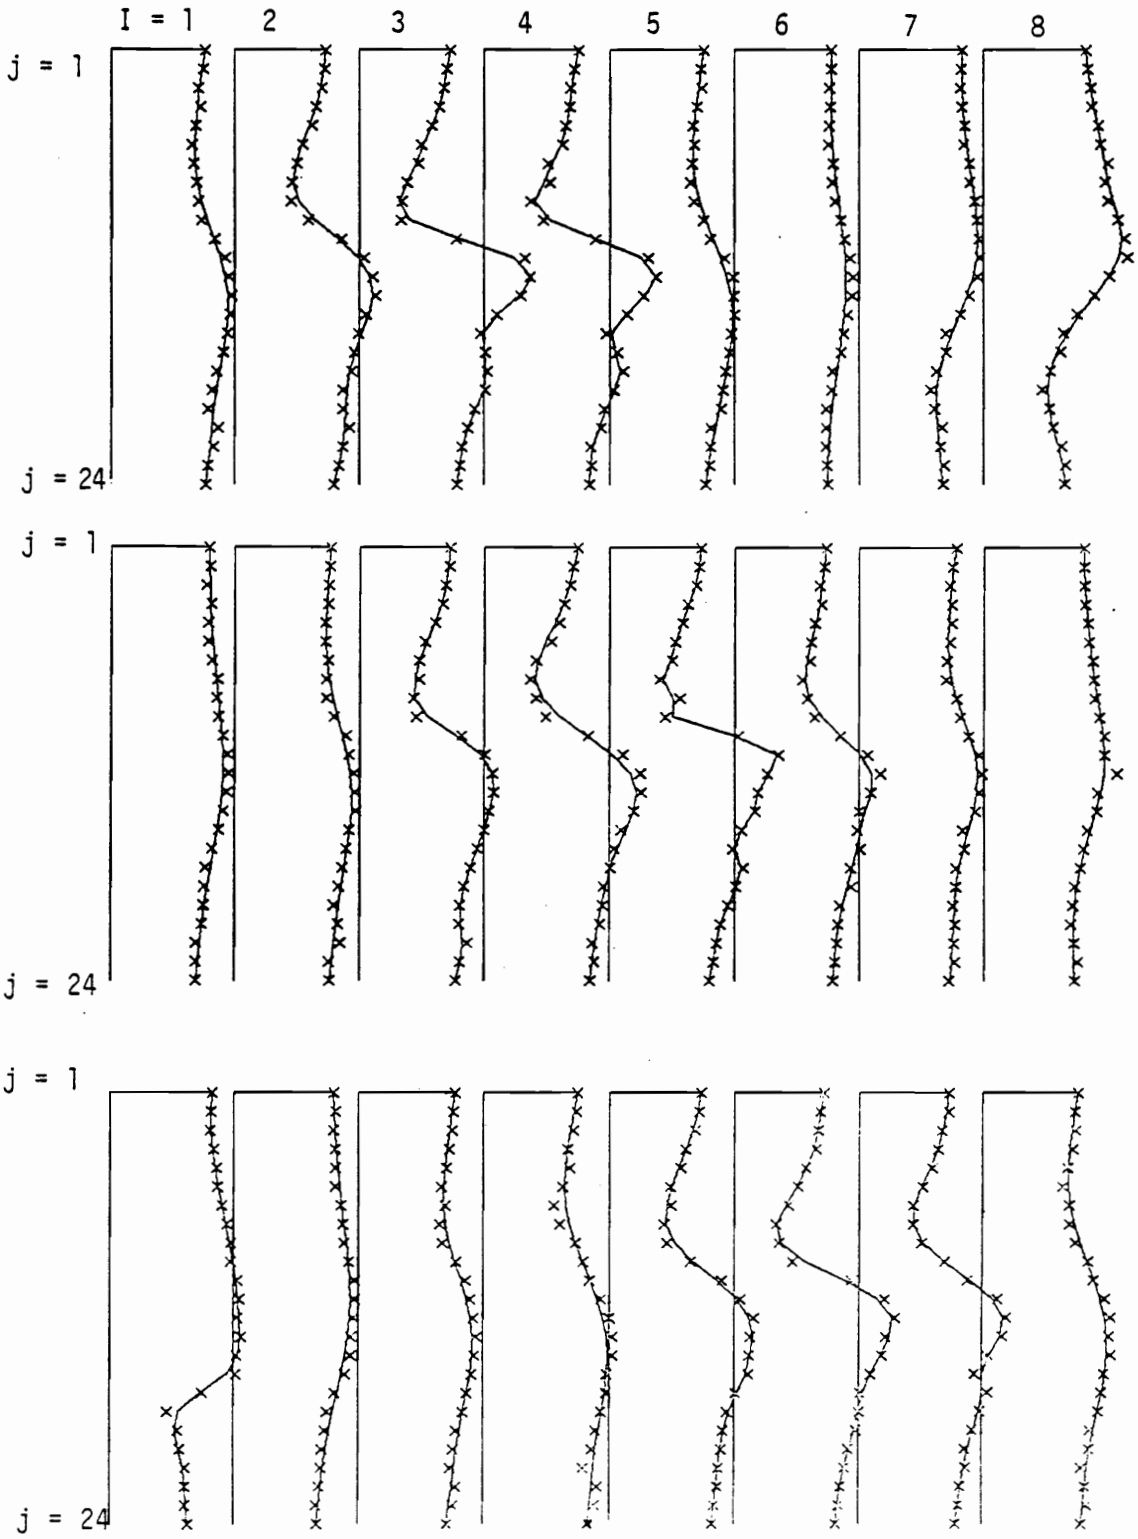 I = 1 2 3 4 5 6 7 8
j = 1
j = 24
j = 1
j = 24
j = 1
j = 24